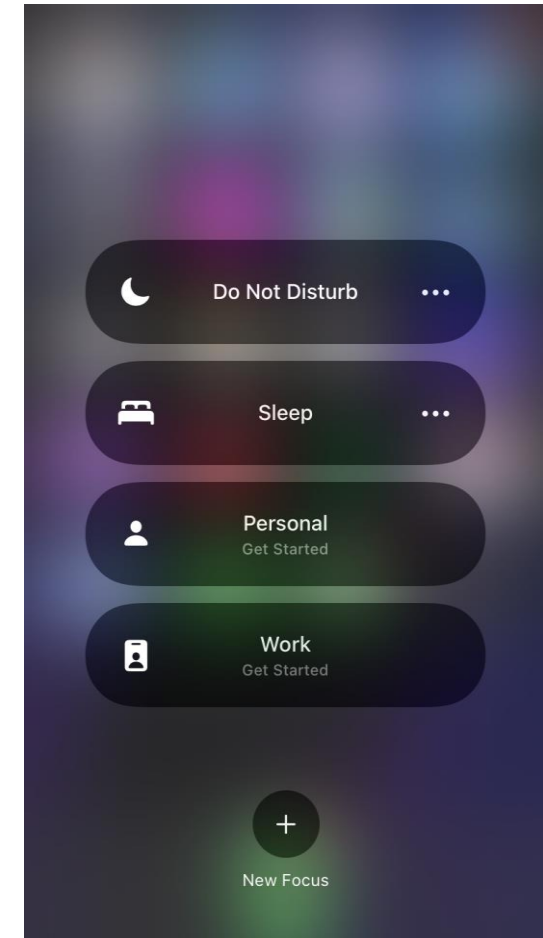 Do Not Disturb
Sleep
Personal
Get Started
Work
Get Started
New Focus